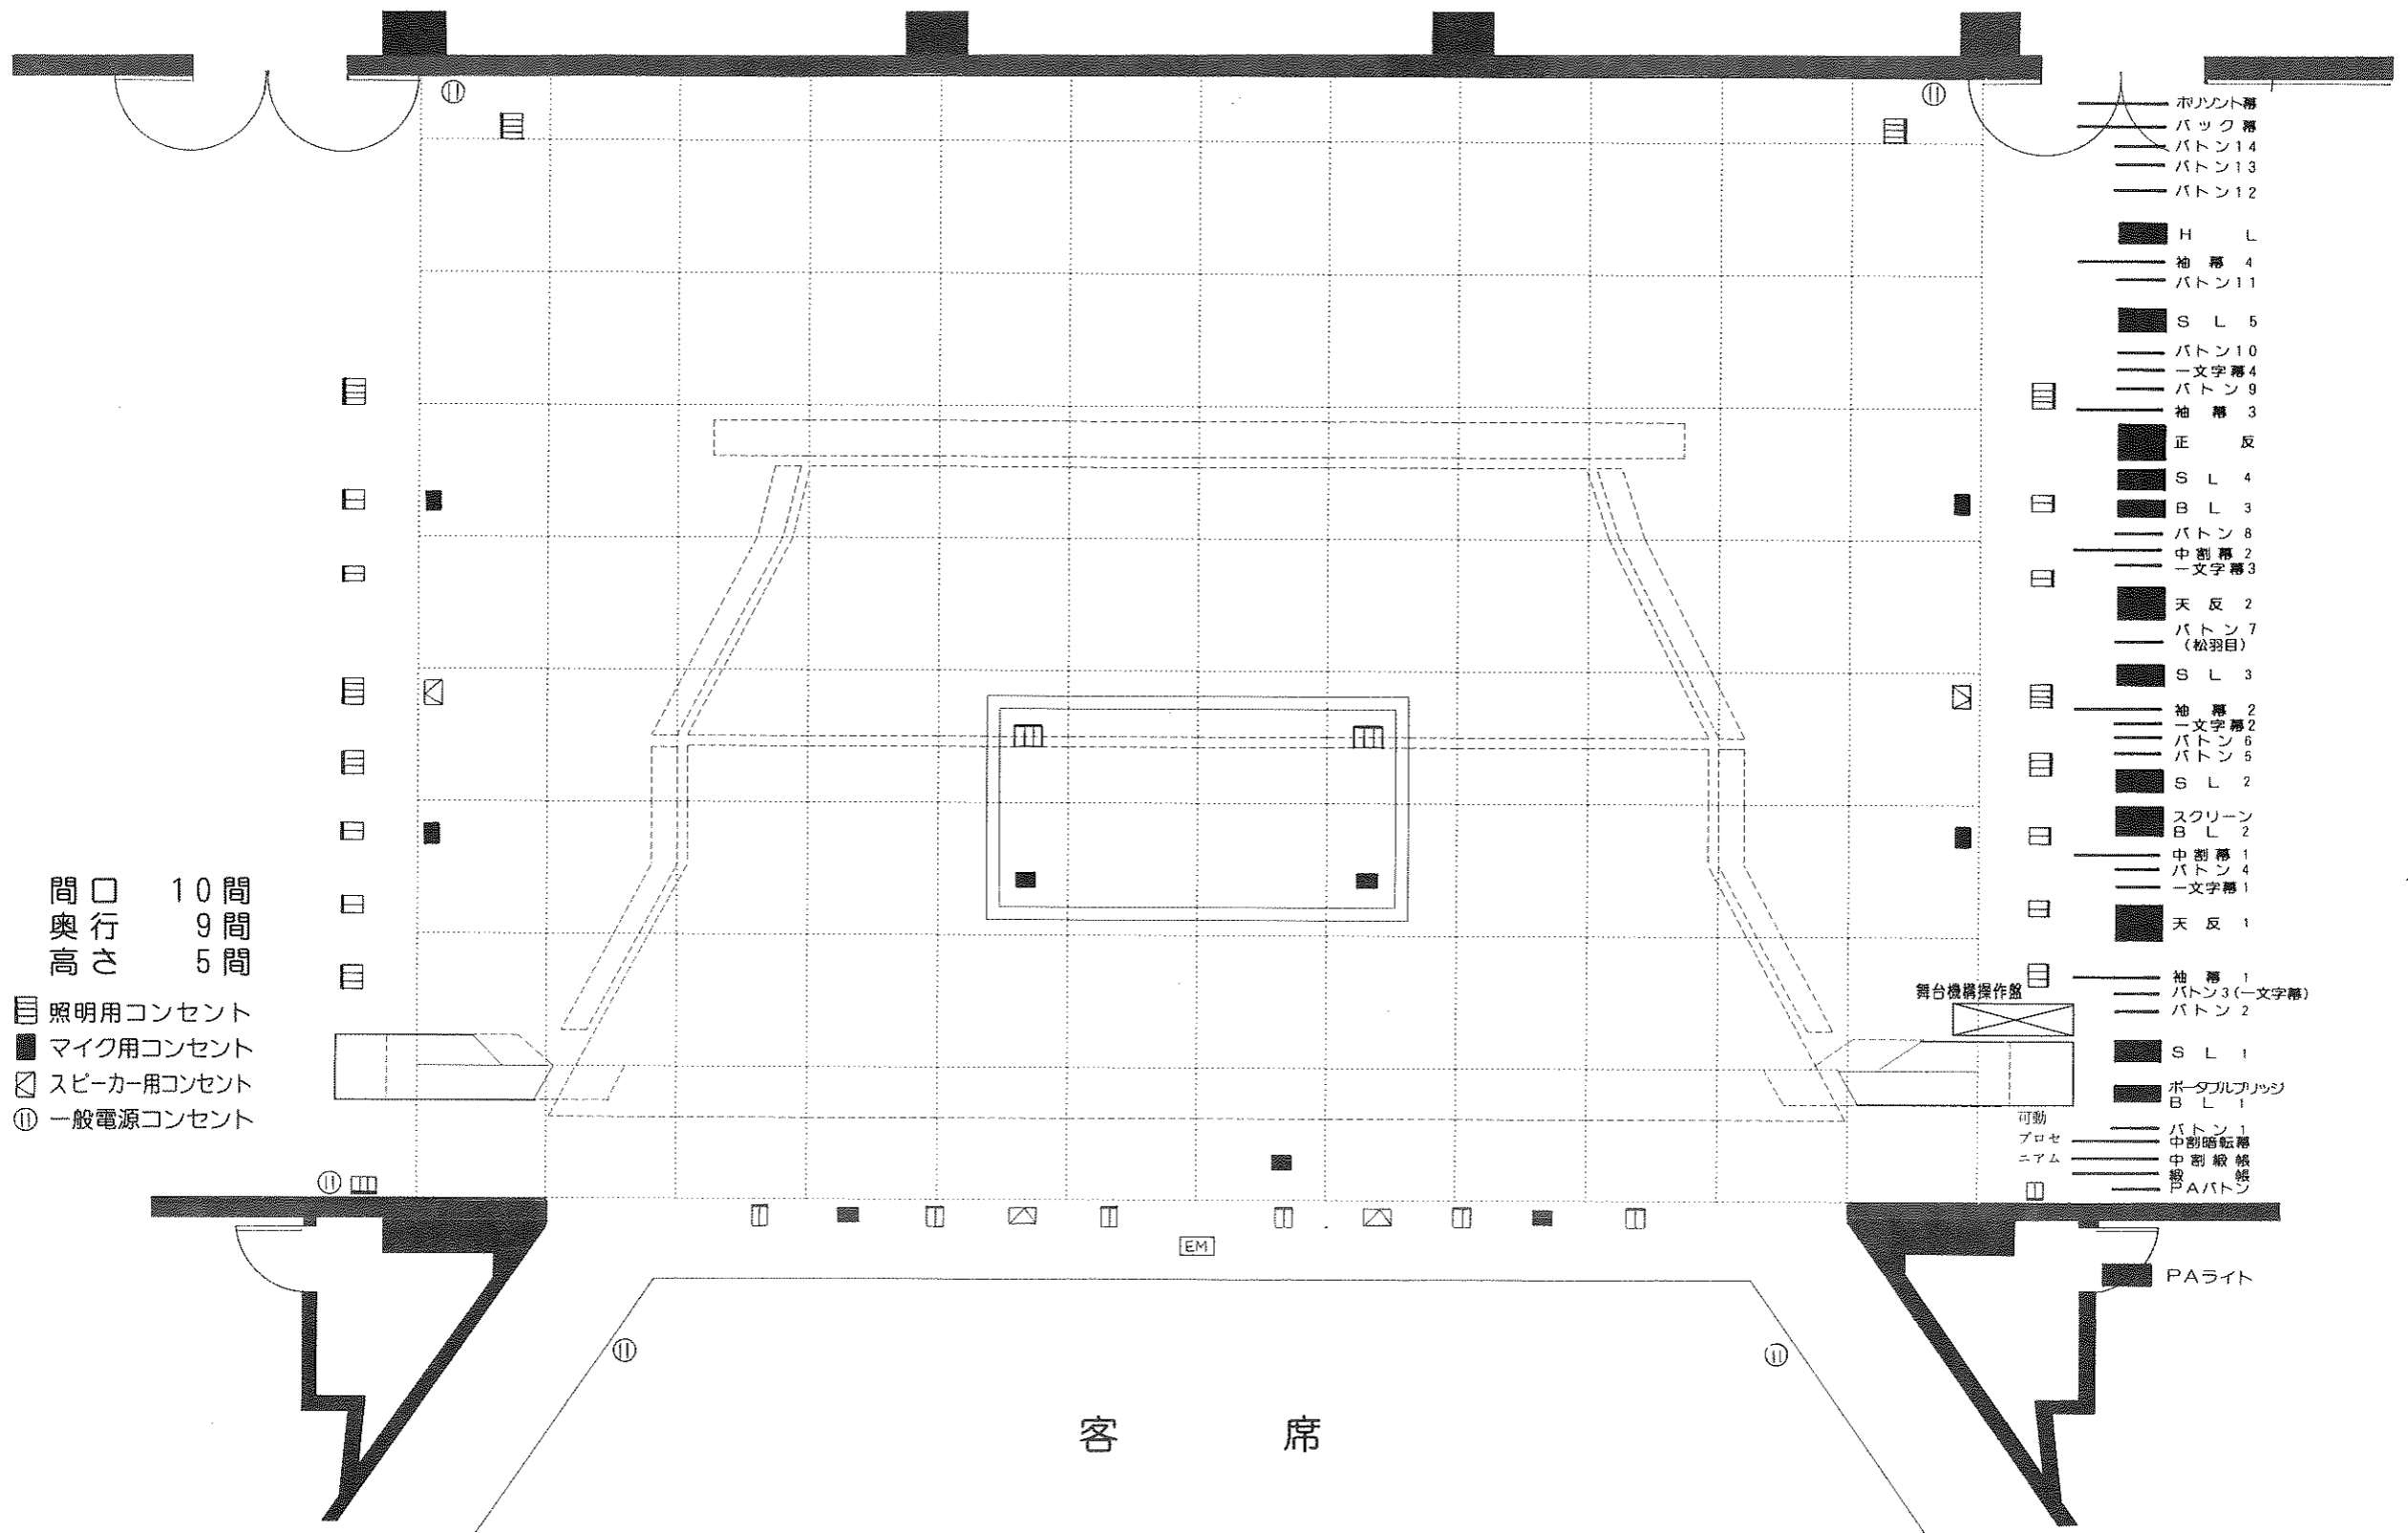 ホリゾント幕
バック幕
バトン14
バトン13
バトン12
H L
袖幕4
バトン11
SL5
バトン10
一文字幕4
バトン9
袖幕3
正反
SL4
BL3
バトン8
中割幕2
一文字幕3
天反2
バトン7
(松羽目)
SL3
袖幕2
一文字幕2
バトン6
バトン5
SL2
スクリーン
BL2
中割幕1
バトン4
一文字幕1
天反1
袖幕1
バトン3(一文字幕)
バトン2
SL1
ポータブルブリッジ
BL1
バトン1
中割暗転幕
中割緞帳
緞帳
PAバトン
PAライト
舞台機構操作盤
可動
プロセ
ニアム
間口 10間
奥行 9間
高さ 5間
照明用コンセント
マイク用コンセント
スピーカー用コンセント
一般電源コンセント
EM
客席